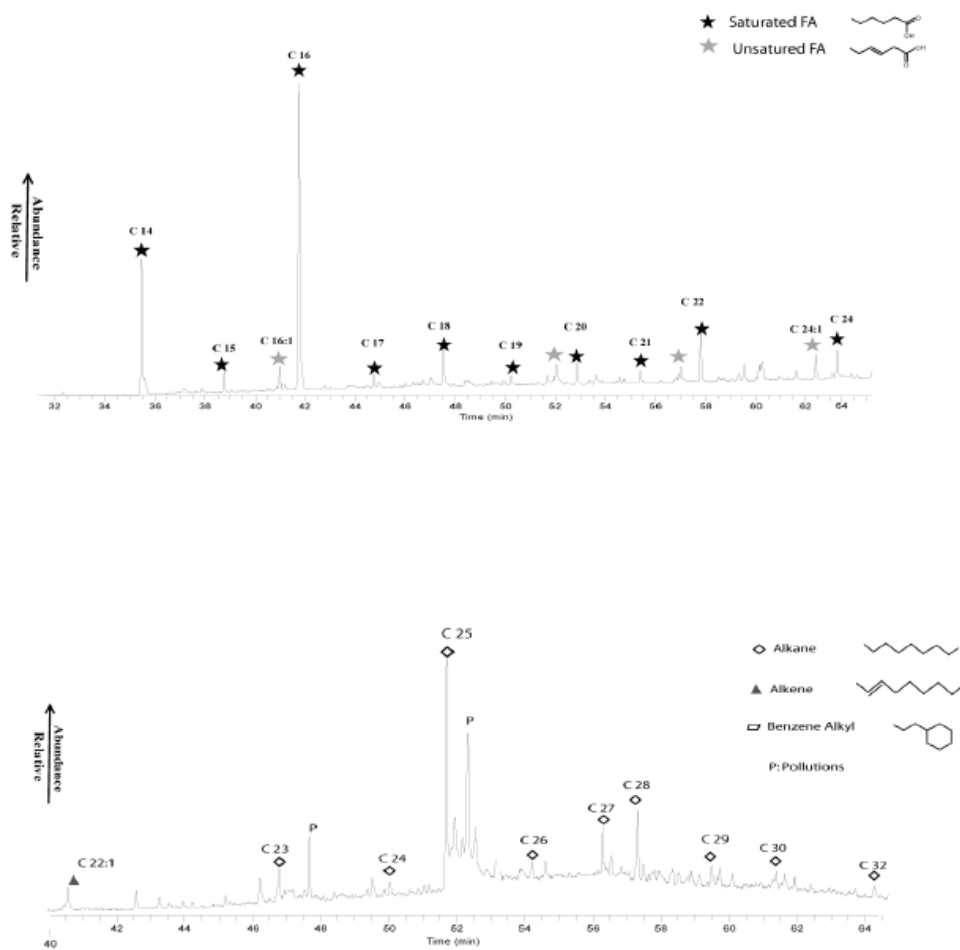 Saturated FA
OH
O
Unsatured FA
OH
O
C 16
C 14
C 15
C 16:1
C 17
C 18
C 19
C 20
C 21
C 22
C 24:1
C 24
Abundance
Relative
32 34 36 38 40 42 44 46 48 50 52 54 56 58 60 62 64
Time (min)
C 25
Alkane
Alkene
Benzene Alkyl
P:Pollutions
Abundance
Relative
C 22:1
C 23
P
C 24
P
C 26
C 27
C 28
C 29
C 30
C 32
40 42 44 46 48 50 52 54 56 58 60 62 64
Time (min)